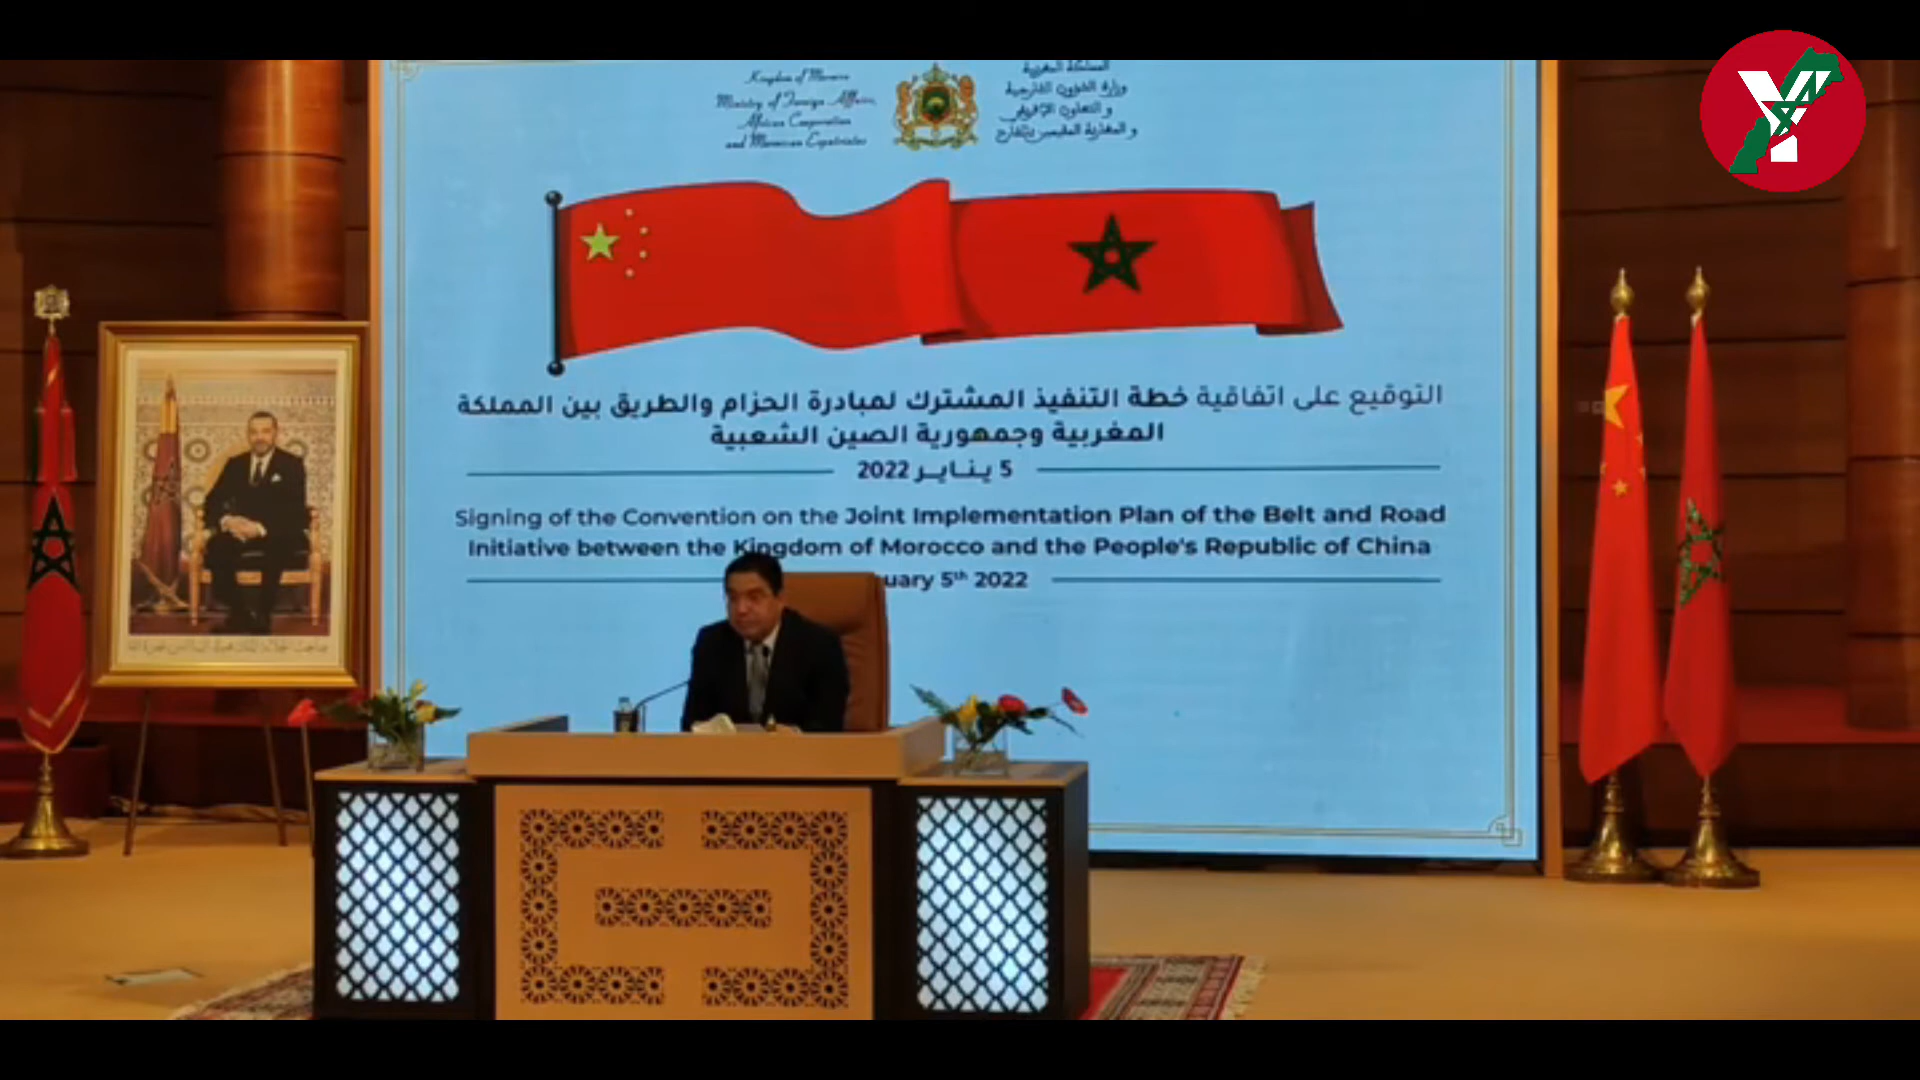 Kingdom of Morocco
Ministry of Foreign Affairs,
African Cooperation
and Moroccan Expatriates
المملكة المغربية
وزارة الشؤون الخارجية
و التعاون الإفريقي
و المغاربة المقيمين بالخارج
التوقيع على اتفاقية خطة التنفيذ المشترك لمبادرة الحزام والطريق بين المملكة
المغربية وجمهورية الصين الشعبية
5 يناير 2022
Signing of the Convention on the Joint Implementation Plan of the Belt and Road
Initiative between the Kingdom of Morocco and the People's Republic of China
uary 5th 2022
Y